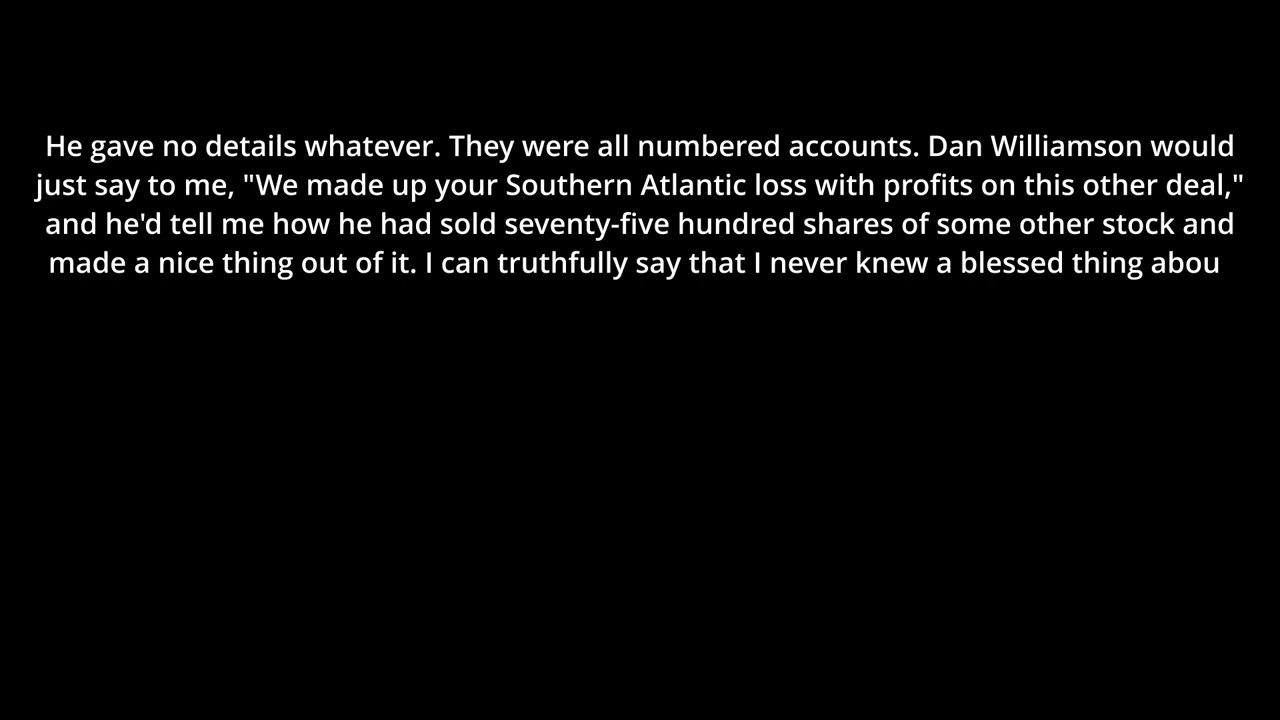 He gave no details whatever. They were all numbered accounts. Dan Williamson would
just say to me, "We made up your Southern Atlantic loss with profits on this other deal,"
and he'd tell me how he had sold seventy-five hundred shares of some other stock and
made a nice thing out of it. I can truthfully say that I never knew a blessed thing abou